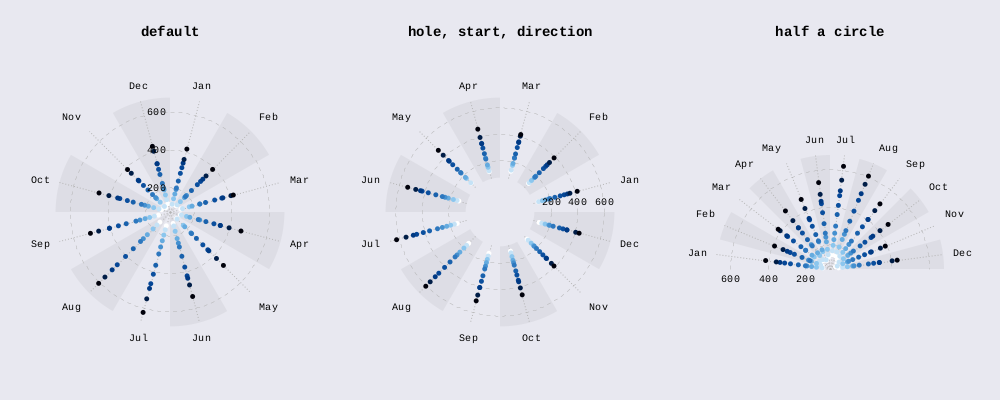 default
hole, start, direction
half a circle
Dec
Jan
Nov
Feb
600
400
200
Oct
Mar
Sep
Apr
Aug
May
Jul
Jun
Apr
Mar
May
Feb
Jun
Jan
200 400 600
Jul
Dec
Aug
Nov
Sep
Oct
Jun
Jul
May
Aug
Apr
Sep
Mar
Oct
Feb
Nov
Jan
Dec
600
400
200